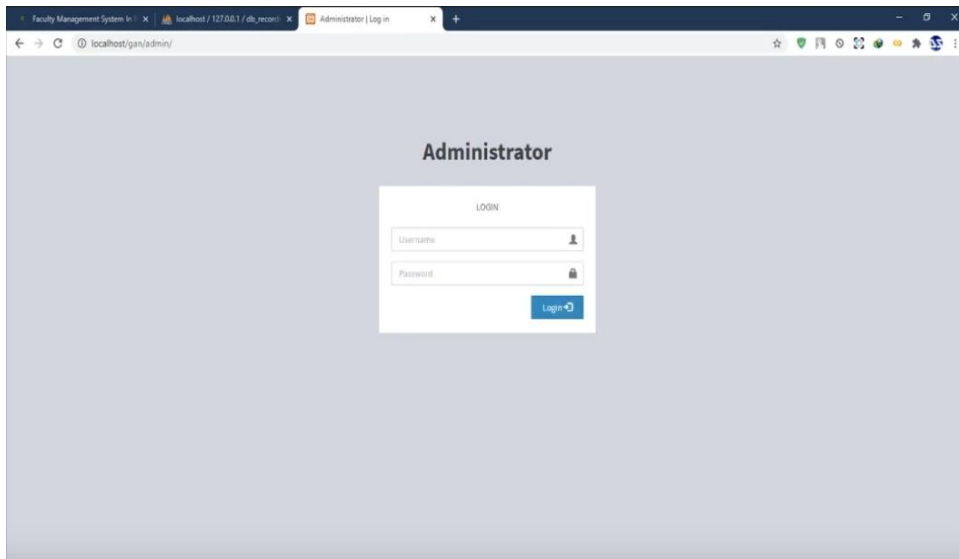 Faculty Management System In
localhost / 127.0.0.1 / db_record
Administrator | Log in
localhost/gan/admin/
Administrator
LOGIN
Username
Password
Login